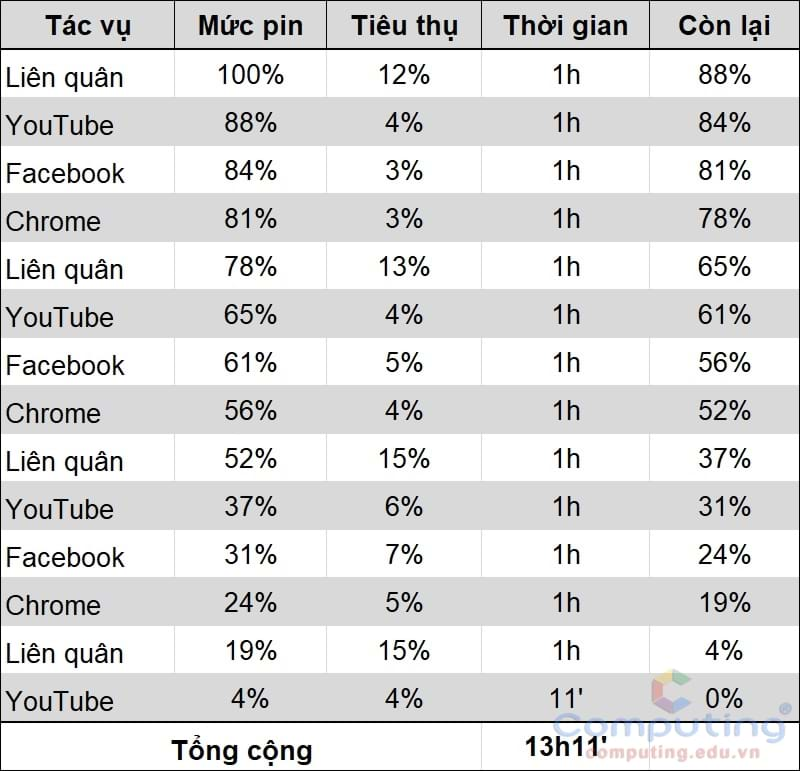 Tác vụ Mức pin Tiêu thụ Thời gian Còn lại
Liên quân 100% 12% 1h 88%
YouTube 88% 4% 1h 84%
Facebook 84% 3% 1h 81%
Chrome 81% 3% 1h 78%
Liên quân 78% 13% 1h 65%
YouTube 65% 4% 1h 61%
Facebook 61% 5% 1h 56%
Chrome 56% 4% 1h 52%
Liên quân 52% 15% 1h 37%
YouTube 37% 6% 1h 31%
Facebook 31% 7% 1h 24%
Chrome 24% 5% 1h 19%
Liên quân 19% 15% 1h 4%
YouTube 4% 4% 11' 0%
Tổng cộng 13h11'
Computing®
computing.edu.vn